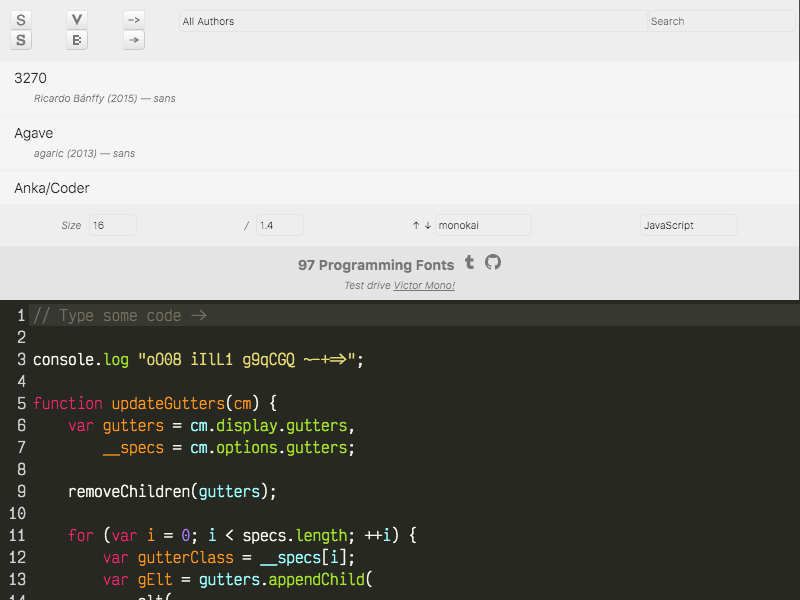 S V ->
S B →
All Authors Search
3270
Ricardo Bánffy (2015) — sans
Agave
agaric (2013) — sans
Anka/Coder
Size 16 / 1.4 ↑ ↓ monokai JavaScript
97 Programming Fonts
Test drive Victor Mono!
1 // Type some code ->
2
3 console.log "oO08 iIlL1 g9qCGQ ~-+=>";
4
5 function updateGutters(cm) {
6 var gutters = cm.display.gutters,
7 __specs = cm.options.gutters;
8
9 removeChildren(gutters);
10
11 for (var i = 0; i < specs.length; ++i) {
12 var gutterClass = __specs[i];
13 var gElt = gutters.appendChild(
14 elt(